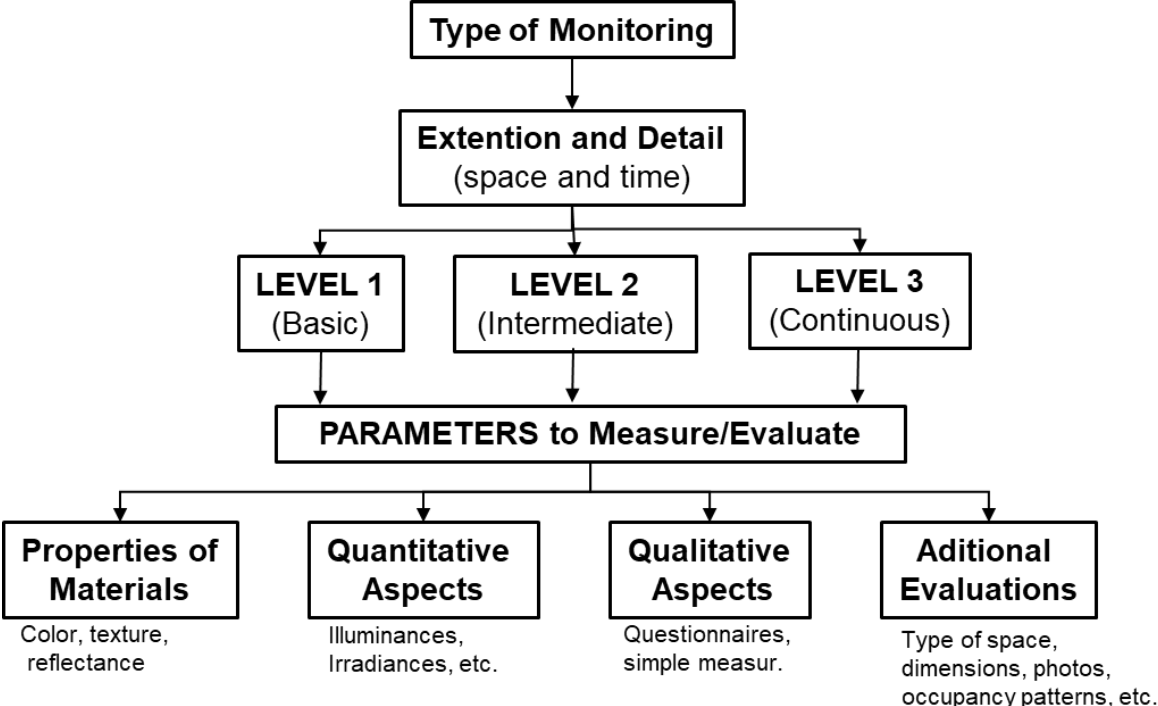 Type of Monitoring
Extention and Detail
(space and time)
LEVEL 1
(Basic)
LEVEL 2
(Intermediate)
LEVEL 3
(Continuous)
PARAMETERS to Measure/Evaluate
Properties of
Materials
Color, texture,
reflectance
Quantitative
Aspects
Illuminances,
Irradiances, etc.
Qualitative
Aspects
Questionnaires,
simple measur.
Aditional
Evaluations
Type of space,
dimensions, photos,
occupancy patterns, etc.